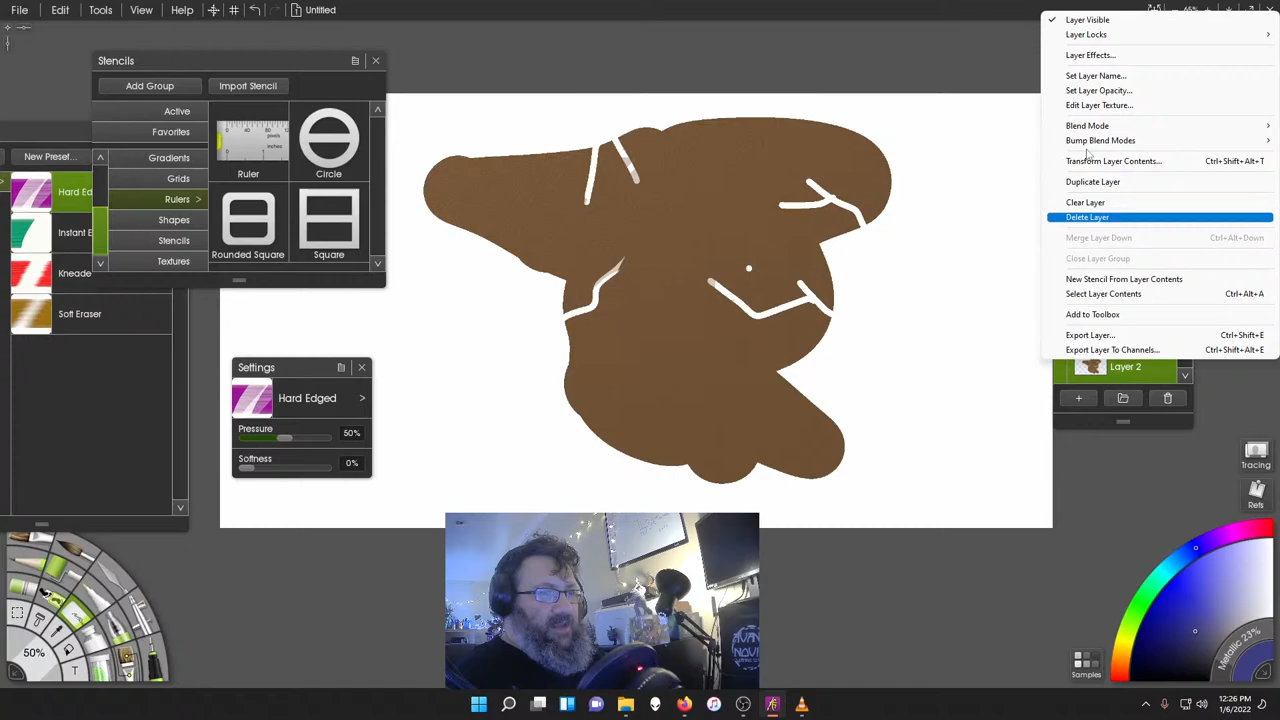 File Edit Tools View Help Untitled
65%
Stencils
Add Group Import Stencil
Active
Favorites
Gradients
Grids
Rulers >
Shapes
Stencils
Textures
Ruler
Circle
Rounded Square
Square
New Preset...
Hard Ed
Instant E
Kneade
Soft Eraser
Settings
Hard Edged >
Pressure
50%
Softness
0%
Layer Visible
Layer Locks
Layer Effects...
Set Layer Name...
Set Layer Opacity...
Edit Layer Texture...
Blend Mode
Bump Blend Modes
Transform Layer Contents... Ctrl+Shift+Alt+T
Duplicate Layer
Clear Layer
Delete Layer
Merge Layer Down Ctrl+Alt+Down
Close Layer Group
New Stencil From Layer Contents
Select Layer Contents Ctrl+Alt+A
Add to Toolbox
Export Layer... Ctrl+Shift+E
Export Layer To Channels... Ctrl+Shift+Alt+E
Layer 2
Tracing
Refs
Metallic 23%
Samples
50%
T
12:26 PM
1/6/2022